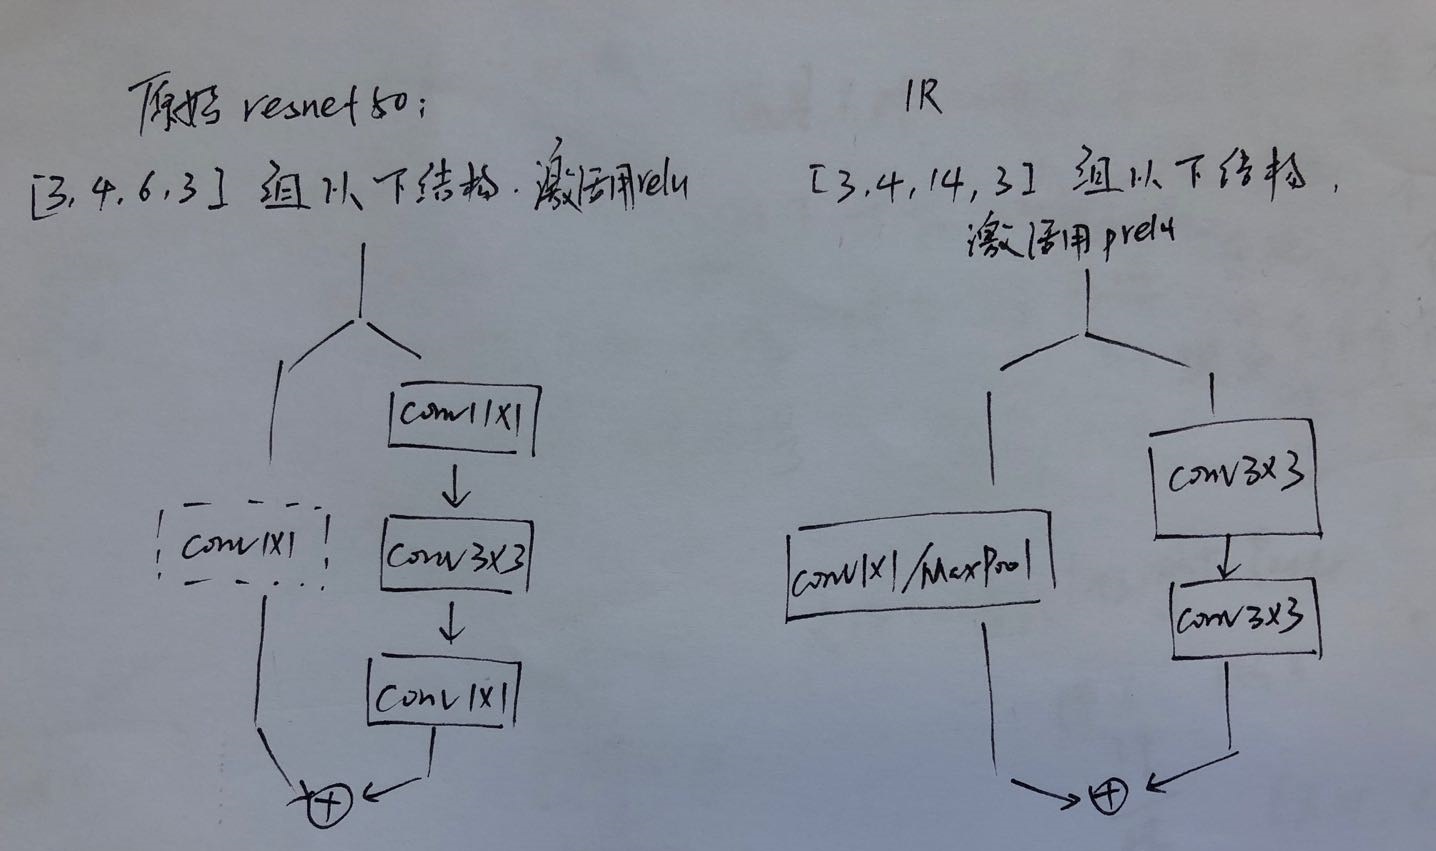 原始 resnet50:
[3,4,6,3] 组以下结构. 激活用relu
conv1x1
conv3x3
conv1x1
conv1x1
IR
[3,4,14,3] 组以下结构,
激活用prelu
conv3x3
conv1x1/MaxPool
conv3x3